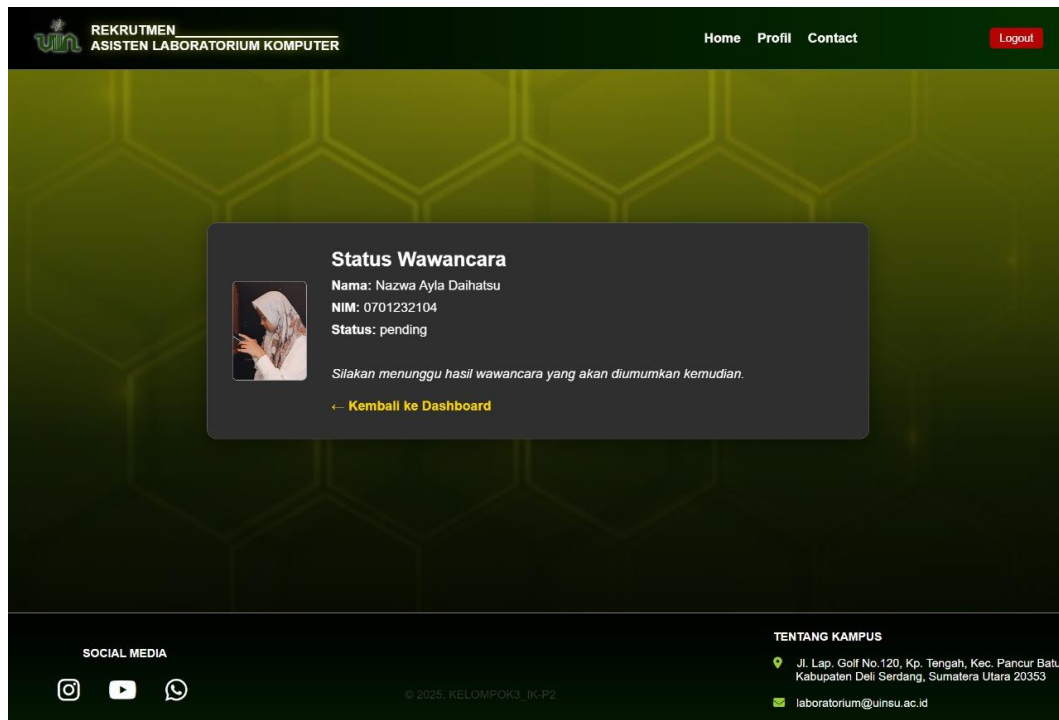 uin
REKRUTMEN
ASISTEN LABORATORIUM KOMPUTER
Home Profil Contact
Logout
Status Wawancara
Nama: Nazwa Ayla Daihatsu
NIM: 0701232104
Status: pending
Silakan menunggu hasil wawancara yang akan diumumkan kemudian.
← Kembali ke Dashboard
SOCIAL MEDIA
© 2025. KELOMPOK3_IK-P2
TENTANG KAMPUS
Jl. Lap. Golf No.120, Kp. Tengah, Kec. Pancur Batu
Kabupaten Deli Serdang, Sumatera Utara 20353
laboratorium@uinsu.ac.id